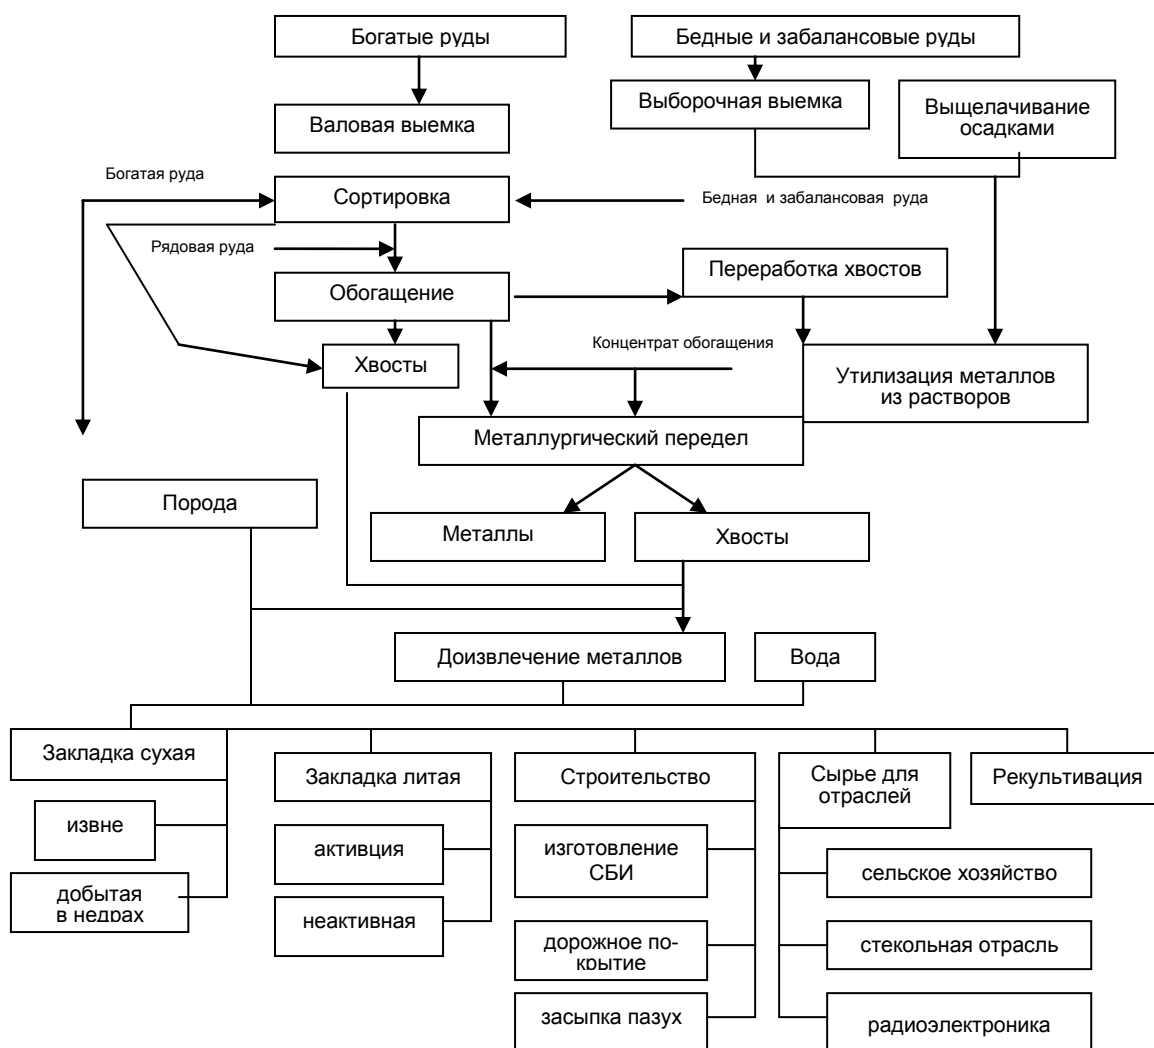 Богатые руды
Бедные и забалансовые руды
Валовая выемка
Выборочная выемка
Выщелачивание
осадками
Богатая руда
Сортировка
Бедная и забалансовая руда
Рядовая руда
Обогащение
Переработка хвостов
Хвосты
Концентрат обогащения
Утилизация металлов
из растворов
Металлургический передел
Порода
Металлы
Хвосты
Доизвлечение металлов
Вода
Закладка сухая
Закладка литая
Строительство
Сырье для
отраслей
Рекультивация
извне
активция
изготовление
СБИ
сельское хозяйство
добытая
в недрах
неактивная
дорожное по-
крытие
стекольная отрасль
засыпка пазух
радиоэлектроника